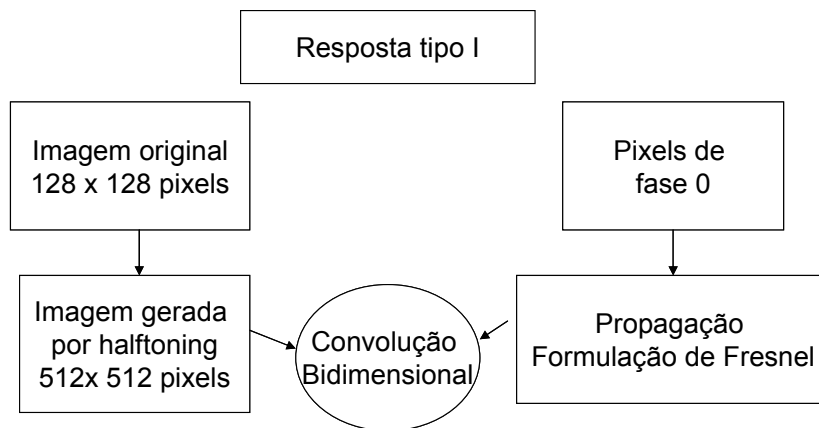 Resposta tipo I
Imagem original
128 x 128 pixels
Pixels de
fase 0
Imagem gerada
por halftoning
512x 512 pixels
Convolução
Bidimensional
Propagação
Formulação de Fresnel